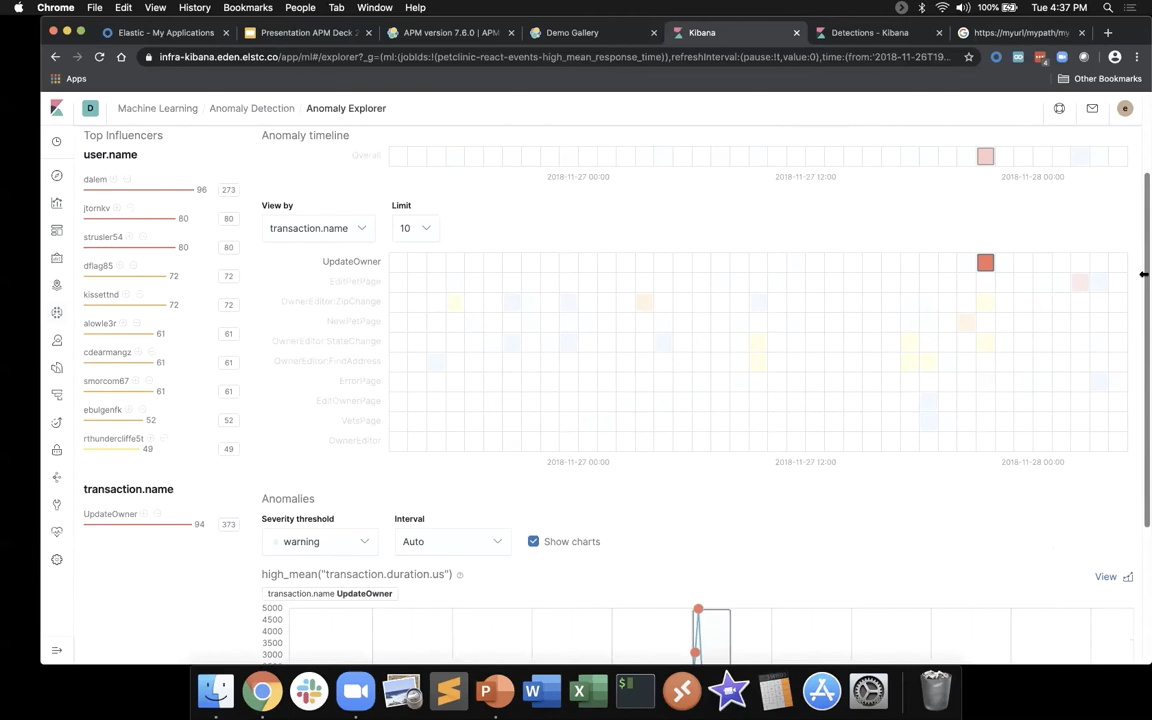 Chrome File Edit View History Bookmarks People Tab Window Help 100% Tue 4:37 PM
Elastic - My Applications Presentation APM Deck 2 APM version 7.6.0 | APM Demo Gallery Kibana Detections - Kibana https://myurl/mypath/my
infra-kibana.eden.elstc.co/app/ml#/explorer?_g=(ml:(jobIds:!(petclinic-react-events-high_mean_response_time)),refreshInterval:(pause:!t,value:0),time:(from:'2018-11-26T19...
Apps Other Bookmarks
D Machine Learning Anomaly Detection Anomaly Explorer e
Top Influencers
user.name
dalem
96 273
jtornkv
80 80
strusler54
80 80
dflag85
72 72
kissettnd
72 72
alowle3r
61 61
cdearmangz
61 61
smorcom67
61 61
ebulgenfk
52 52
rthundercliffe5t
49 49
transaction.name
UpdateOwner
94 373
Anomaly timeline
Overall
2018-11-27 00:00 2018-11-27 12:00 2018-11-28 00:00
View by Limit
transaction.name 10
UpdateOwner
EditPetPage
OwnerEditor:ZipChange
NewPetPage
OwnerEditor:StateChange
OwnerEditor:FindAddress
ErrorPage
EditOwnerPage
VetsPage
OwnerEditor
2018-11-27 00:00 2018-11-27 12:00 2018-11-28 00:00
Anomalies
Severity threshold Interval
warning Auto Show charts
high_mean("transaction.duration.us") View
transaction.name UpdateOwner
5000
4500
4000
3500
3000